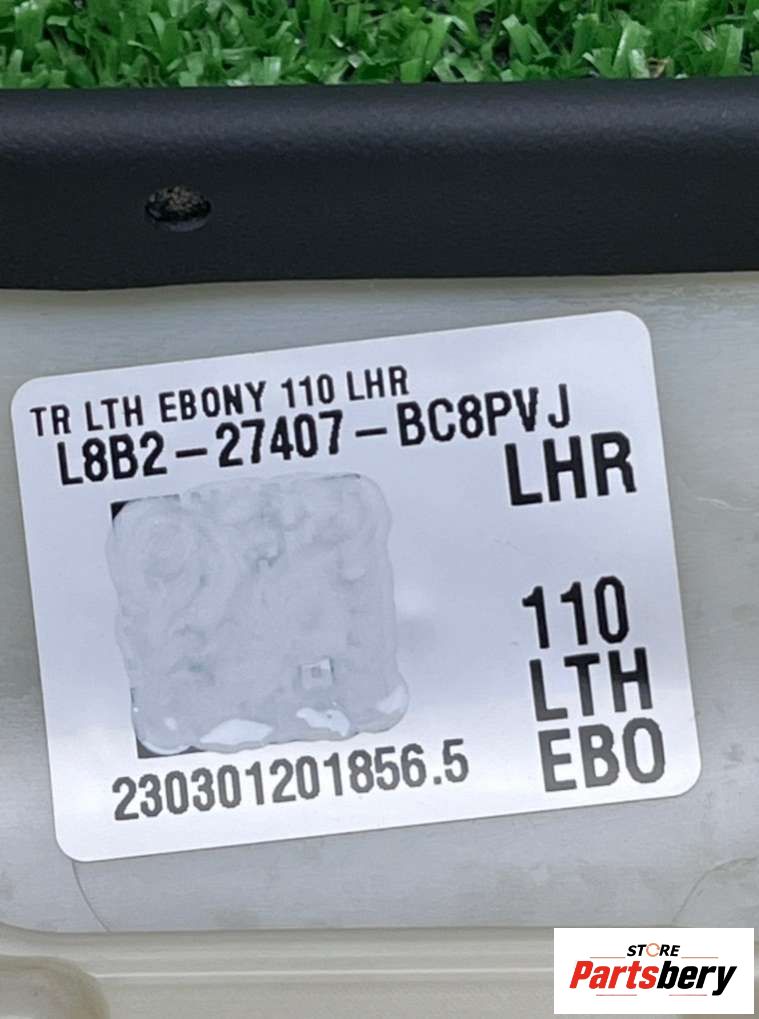 TR LTH EBONY 110 LHR
L8B2-27407-BC8PVJ
LHR
110
LTH
EBO
230301201856.5
STORE
Partsbery